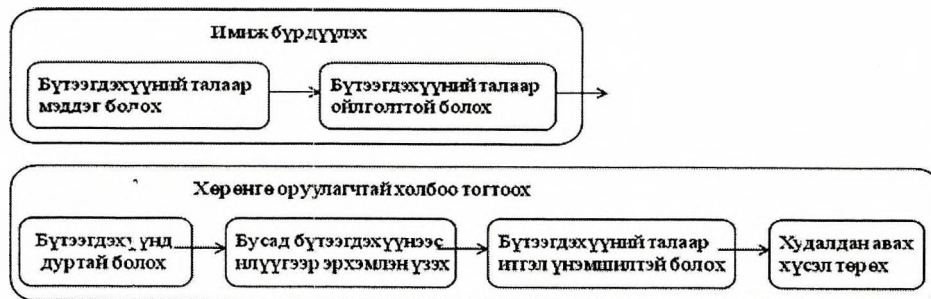 Имиж бүрдүүлэх
Бүтээгдэхүүний талаар
мэддэг болох
Бүтээгдэхүүний талаар
ойлголттой болох
Хөрөнгө оруулагчтай холбоо тогтоох
Бүтээгдэхүүнд
дуртай болох
Бусад бүтээгдэхүүнээс
илүүгээр эрхэмлэн үзэх
Бүтээгдэхүүний талаар
итгэл үнэмшилтэй болох
Худалдан авах
хүсэл төрөх